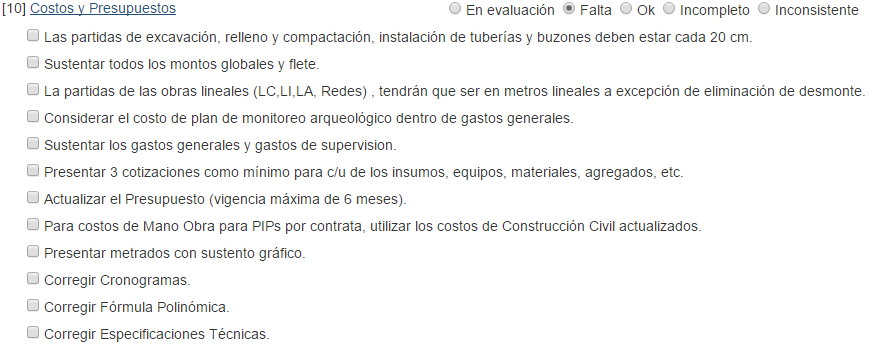 [10] Costos y Presupuestos En evaluación Falta Ok Incompleto Inconsistente
Las partidas de excavación, relleno y compactación, instalación de tuberías y buzones deben estar cada 20 cm.
Sustentar todos los montos globales y flete.
La partidas de las obras lineales (LC,LI,LA, Redes) , tendrán que ser en metros lineales a excepción de eliminación de desmonte.
Considerar el costo de plan de monitoreo arqueológico dentro de gastos generales.
Sustentar los gastos generales y gastos de supervision.
Presentar 3 cotizaciones como mínimo para c/u de los insumos, equipos, materiales, agregados, etc.
Actualizar el Presupuesto (vigencia máxima de 6 meses).
Para costos de Mano Obra para PIPs por contrata, utilizar los costos de Construcción Civil actualizados.
Presentar metrados con sustento gráfico.
Corregir Cronogramas.
Corregir Fórmula Polinómica.
Corregir Especificaciones Técnicas.